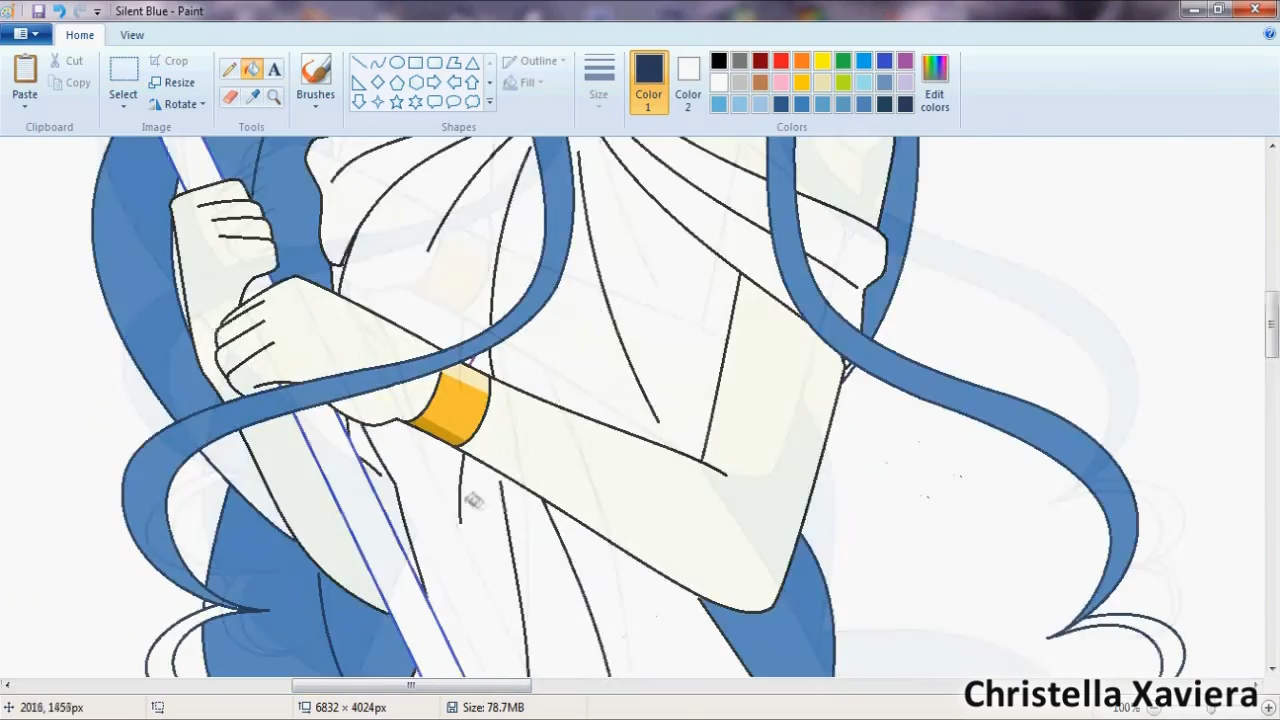 Silent Blue - Paint
Home
View
Paste
Cut
Copy
Clipboard
Select
Crop
Resize
Rotate
Image
A
Tools
Brushes
Outline
Fill
Shapes
Size
Color 1
Color 2
Edit colors
Colors
Christella Xaviera
6832 × 4024px
Size: 78.7MB
100%